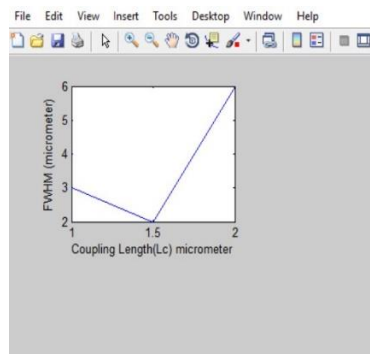 File Edit View Insert Tools Desktop Window Help
6
5
4
3
2
FWHM (micrometer)
1 1.5 2
Coupling Length(Lc) micrometer